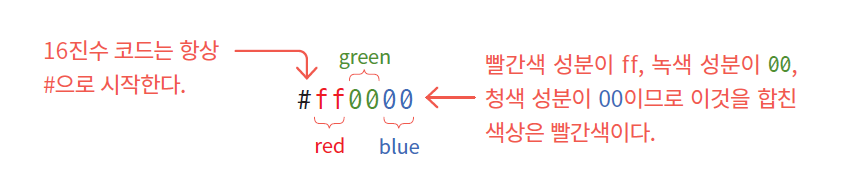 16진수 코드는 항상
#으로 시작한다.
green
#ff0000
red
blue
빨간색 성분이 ff, 녹색 성분이 00,
청색 성분이 00이므로 이것을 합친
색상은 빨간색이다.